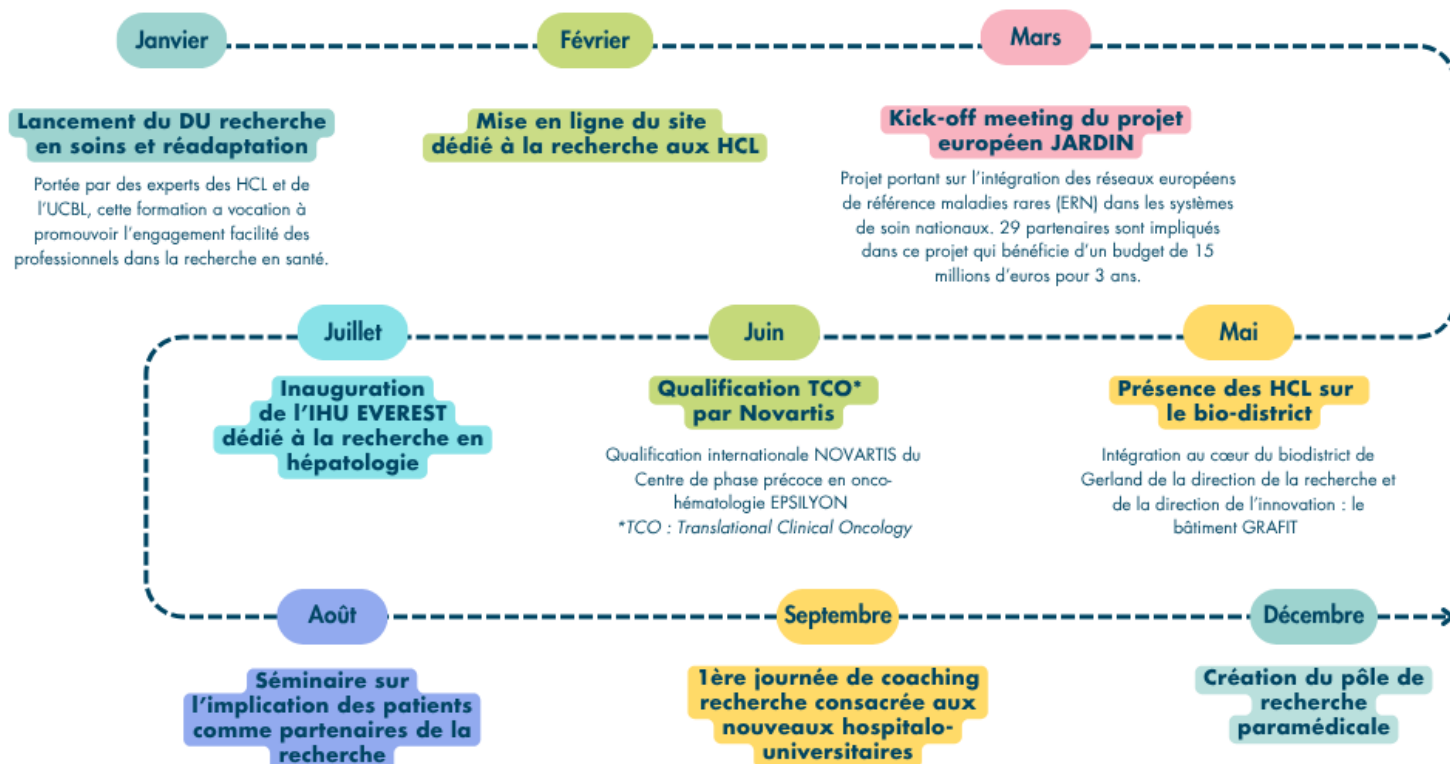 Janvier
Lancement du DU recherche
en soins et réadaptation
Portée par des experts des HCL et de
l'UCBL, cette formation a vocation à
promouvoir l'engagement facilité des
professionnels dans la recherche en santé.
Février
Mise en ligne du site
dédié à la recherche aux HCL
Mars
Kick-off meeting du projet
européen JARDIN
Projet portant sur l'intégration des réseaux européens
de référence maladies rares (ERN) dans les systèmes
de soin nationaux. 29 partenaires sont impliqués
dans ce projet qui bénéficie d'un budget de 15
millions d'euros pour 3 ans.
Mai
Présence des HCL sur
le bio-district
Intégration au cœur du biodistrict de
Gerland de la direction de la recherche et
de la direction de l'innovation : le
bâtiment GRAFIT
Juin
Qualification TCO*
par Novartis
Qualification internationale NOVARTIS du
Centre de phase précoce en onco-
hématologie EPSILYON
*TCO : Translational Clinical Oncology
Juillet
Inauguration
de l'IHU EVEREST
dédié à la recherche en
hépatologie
Août
Séminaire sur
l'implication des patients
comme partenaires de la
recherche
Septembre
1ère journée de coaching
recherche consacrée aux
nouveaux hospitalo-
universitaires
Décembre
Création du pôle de
recherche
paramédicale